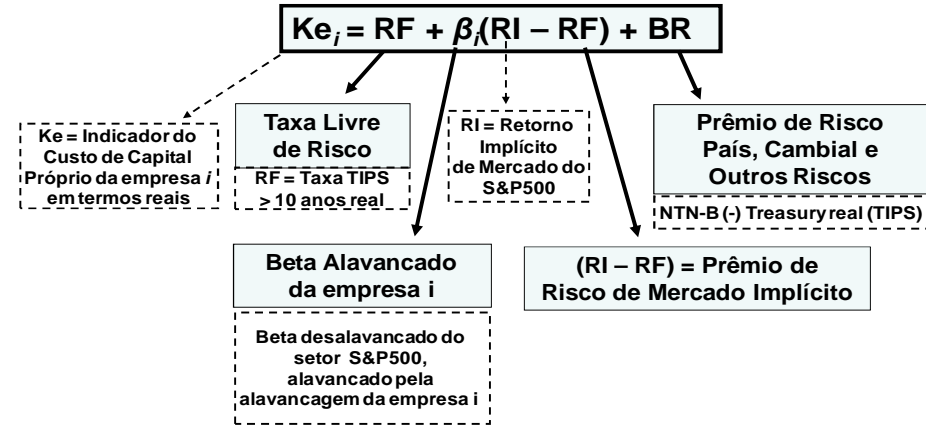 Ke𝑖 = RF + β𝑖(RI – RF) + BR
Ke = Indicador do
Custo de Capital
Próprio da empresa i
em termos reais
Taxa Livre
de Risco
RF = Taxa TIPS
> 10 anos real
RI = Retorno
Implícito
de Mercado do
S&P500
Prêmio de Risco
País, Cambial e
Outros Riscos
NTN-B (-) Treasury real (TIPS)
Beta Alavancado
da empresa i
Beta desalavancado do
setor S&P500,
alavancado pela
alavancagem da empresa i
(RI – RF) = Prêmio de
Risco de Mercado Implícito